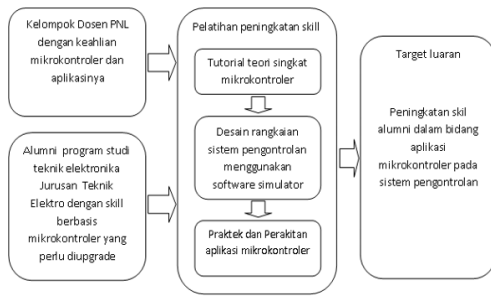 Kelompok Dosen PNL
dengan keahlian
mikrokontroler dan
aplikasinya
Alumni program studi
teknik elektronika
Jurusan Teknik
Elektro dengan skill
berbasis
mikrokontroler yang
perlu diupgrade
Pelatihan peningkatan skill
Tutorial teori singkat
mikrokontroler
Desain rangkaian
sistem pengontrolan
menggunakan
software simulator
Praktek dan Perakitan
aplikasi mikrokontroler
Target luaran
Peningkatan skil
alumni dalam bidang
aplikasi
mikrokontroler pada
sistem pengontrolan